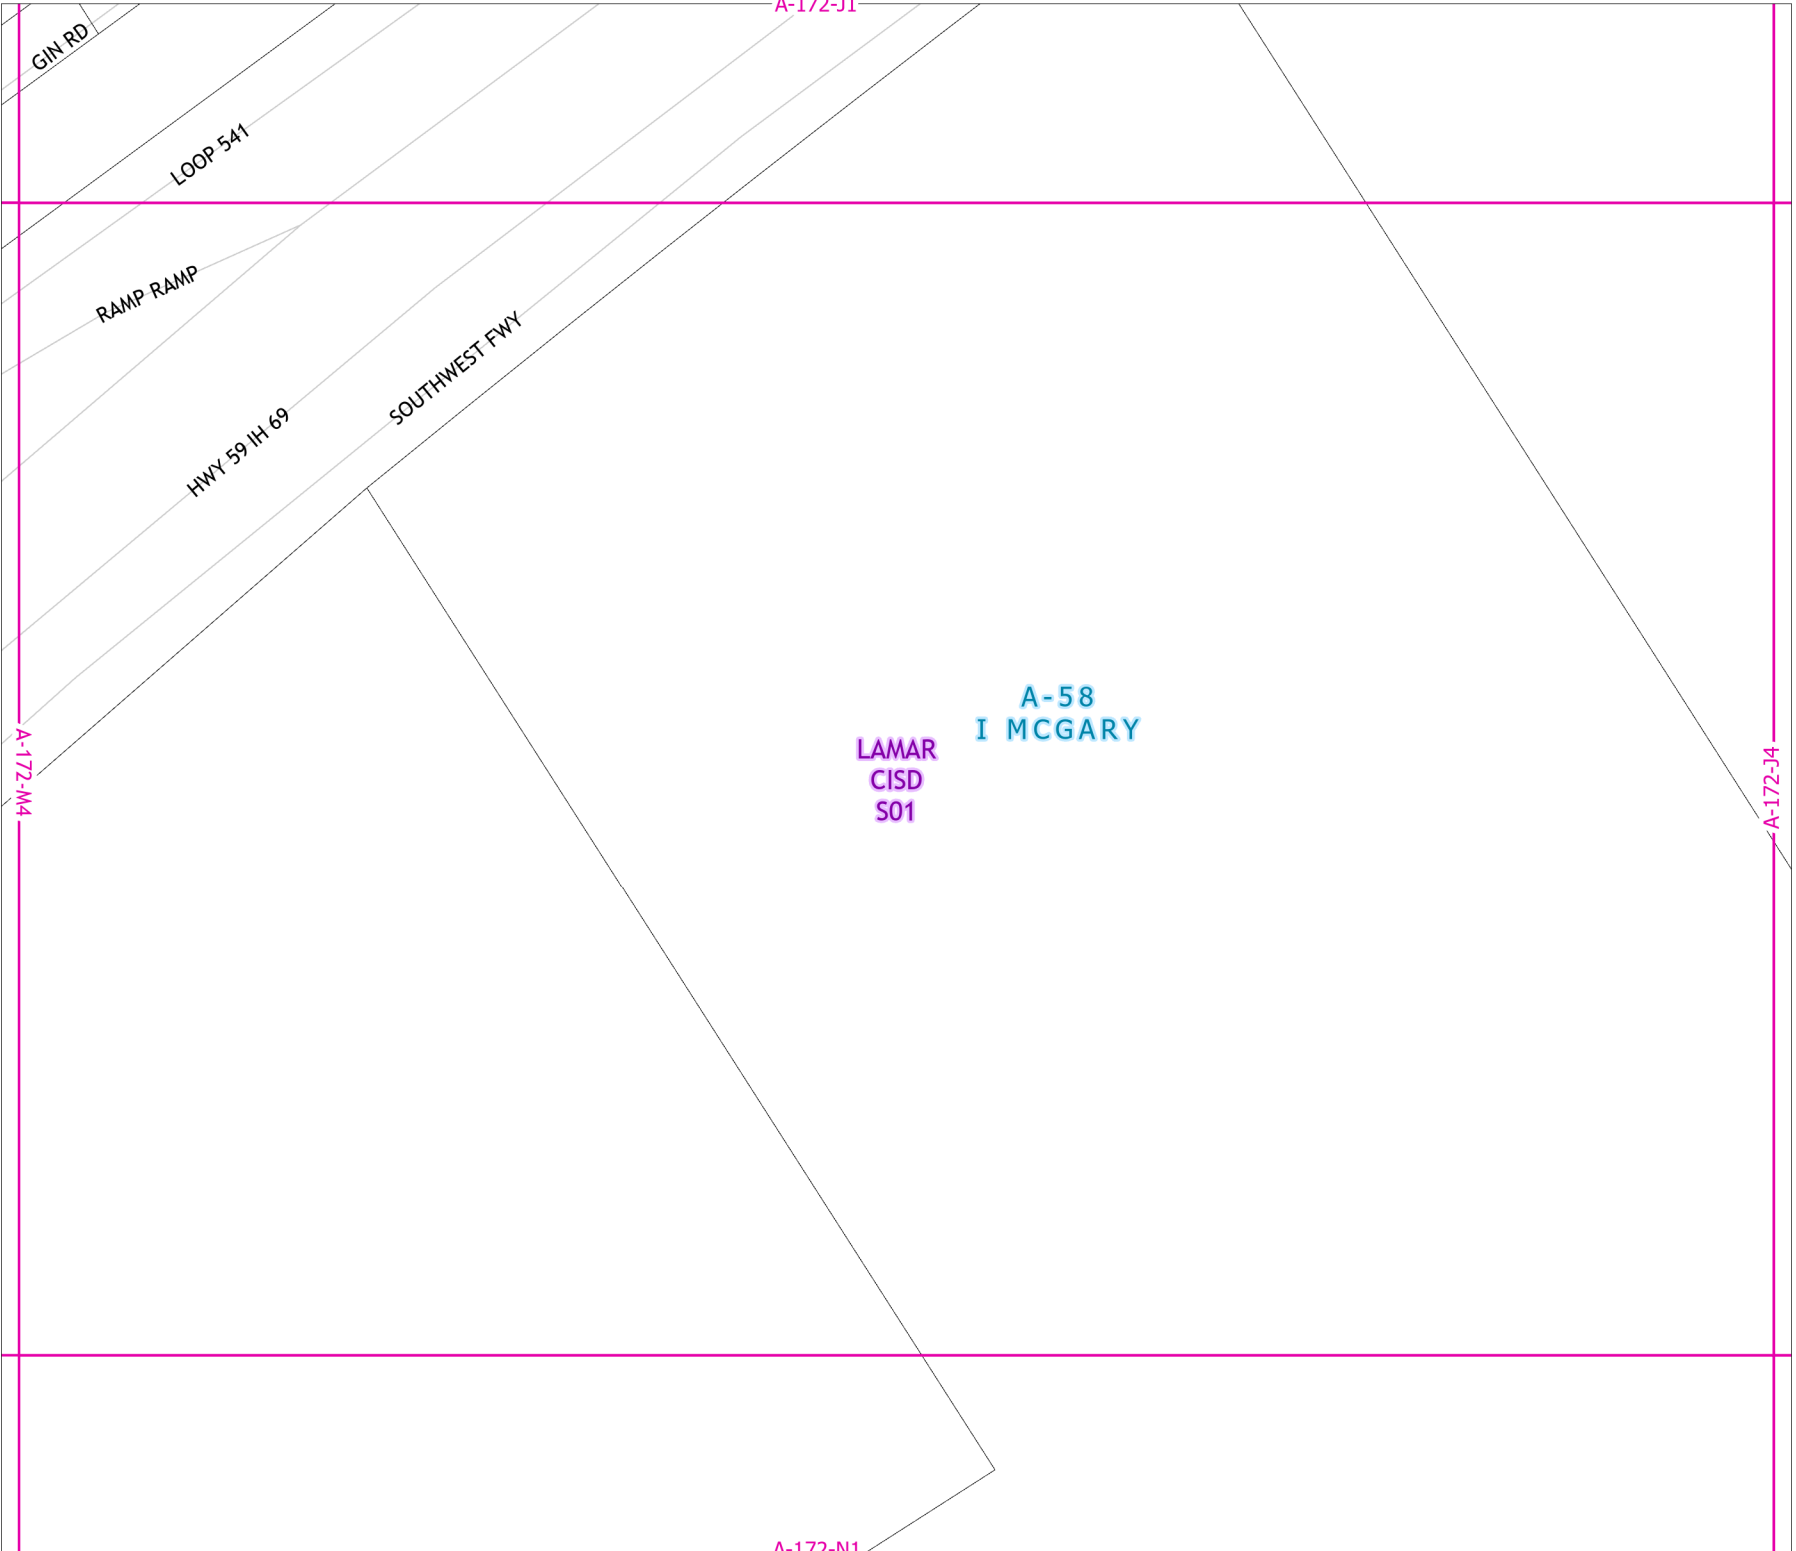 A-172-J1
GIN RD
LOOP 541
RAMP RAMP
SOUTHWEST FWY
HWY 59 IH 69
A-58
I MCGARY
LAMAR
CISD
S01
A-172-M4
A-172-J4
A-172-N1